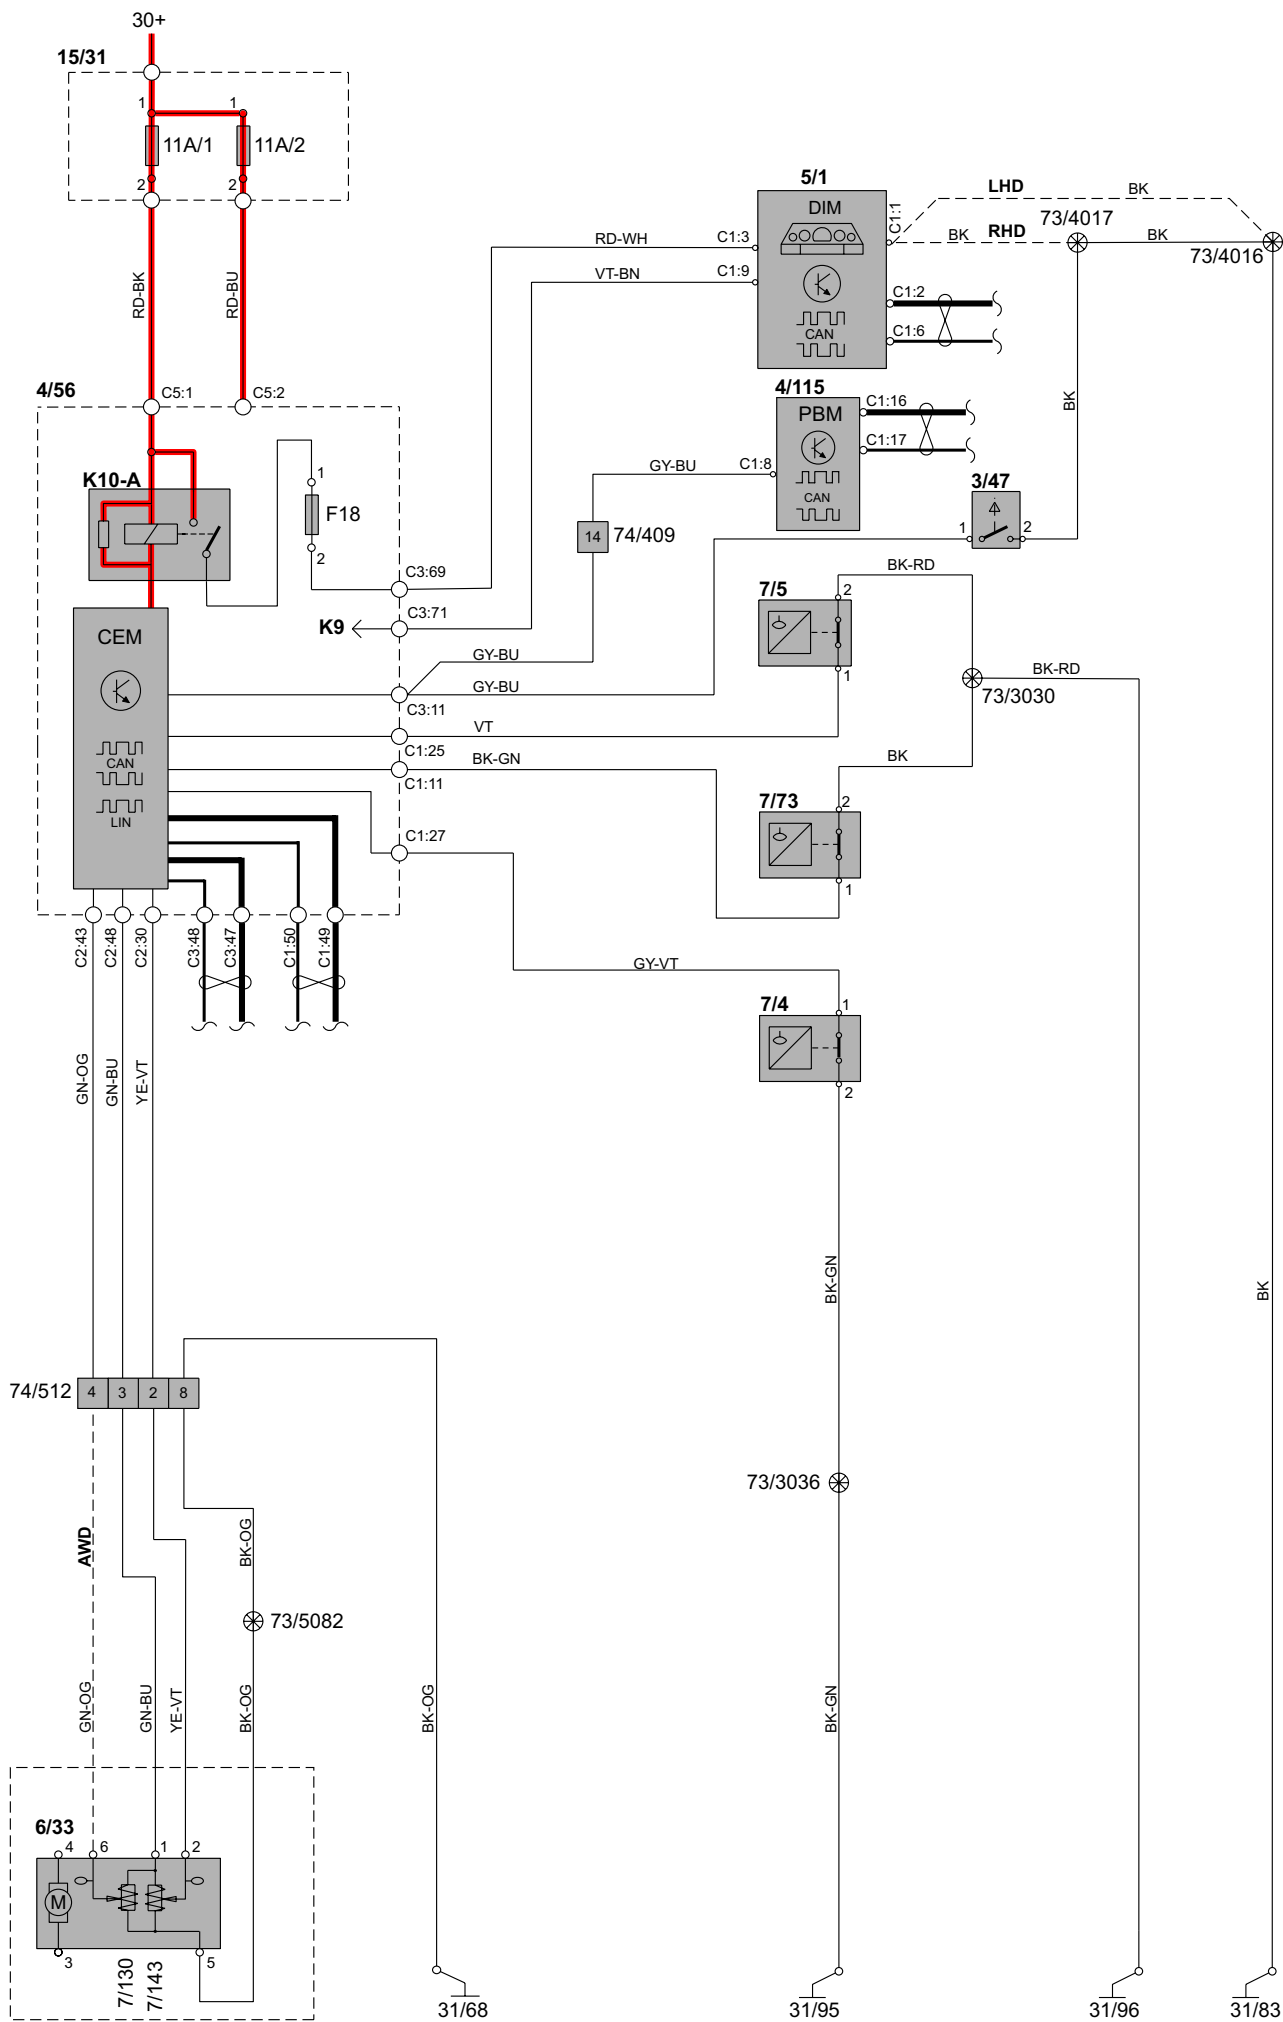 30+
15/31
1
1
11A/1
11A/2
2
2
RD-BK
RD-BU
4/56
C5:1
C5:2
K10-A
1
F18
2
C3:69
C3:71
K9
CEM
C3:11
C1:25
C1:11
CAN
LIN
C1:27
C2:43
C2:48
C2:30
C3:48
C3:47
C1:50
C1:49
GN-OG
GN-BU
YE-VT
5/1
DIM
C1:1
LHD
BK
RD-WH
C1:3
BK
RHD
73/4017
BK
73/4016
VT-BN
C1:9
C1:2
CAN
C1:6
4/115
PBM
C1:16
C1:17
CAN
GY-BU
C1:8
14
74/409
3/47
1
2
BK
BK-RD
7/5
2
1
GY-BU
GY-BU
VT
BK-GN
BK-RD
73/3030
BK
7/73
2
1
GY-VT
7/4
1
2
BK-GN
BK
74/512
4
3
2
8
73/3036
AWD
BK-OG
73/5082
GN-OG
GN-BU
YE-VT
BK-OG
BK-OG
BK-GN
6/33
4
6
1
2
M
3
5
7/130
7/143
31/68
31/95
31/96
31/83